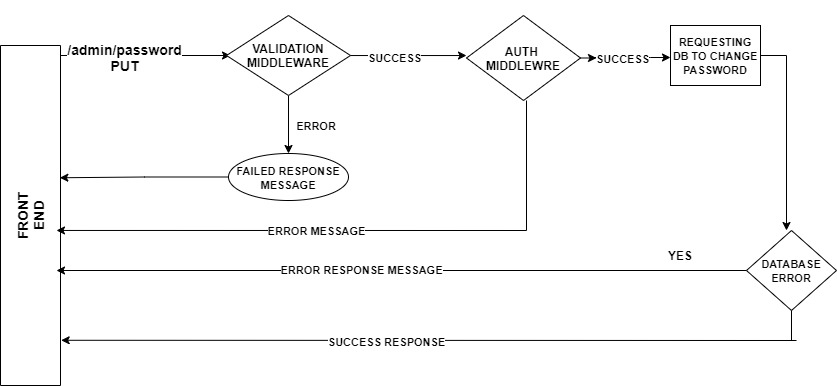 /admin/password
PUT
VALIDATION
MIDDLEWARE
SUCCESS
AUTH
MIDDLEWRE
SUCCESS
REQUESTING
DB TO CHANGE
PASSWORD
ERROR
FAILED RESPONSE
MESSAGE
FRONT
END
ERROR MESSAGE
YES
ERROR RESPONSE MESSAGE
DATABASE
ERROR
SUCCESS RESPONSE